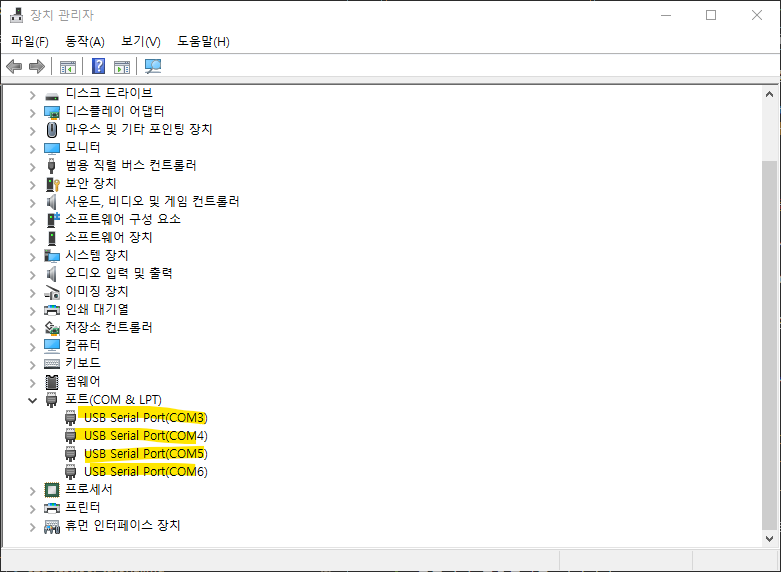 장치 관리자
파일(F) 동작(A) 보기(V) 도움말(H)
디스크 드라이브
디스플레이 어댑터
마우스 및 기타 포인팅 장치
모니터
범용 직렬 버스 컨트롤러
보안 장치
사운드, 비디오 및 게임 컨트롤러
소프트웨어 구성 요소
소프트웨어 장치
시스템 장치
오디오 입력 및 출력
이미징 장치
인쇄 대기열
저장소 컨트롤러
컴퓨터
키보드
펌웨어
포트(COM & LPT)
USB Serial Port(COM3)
USB Serial Port(COM4)
USB Serial Port(COM5)
USB Serial Port(COM6)
프로세서
프린터
휴먼 인터페이스 장치